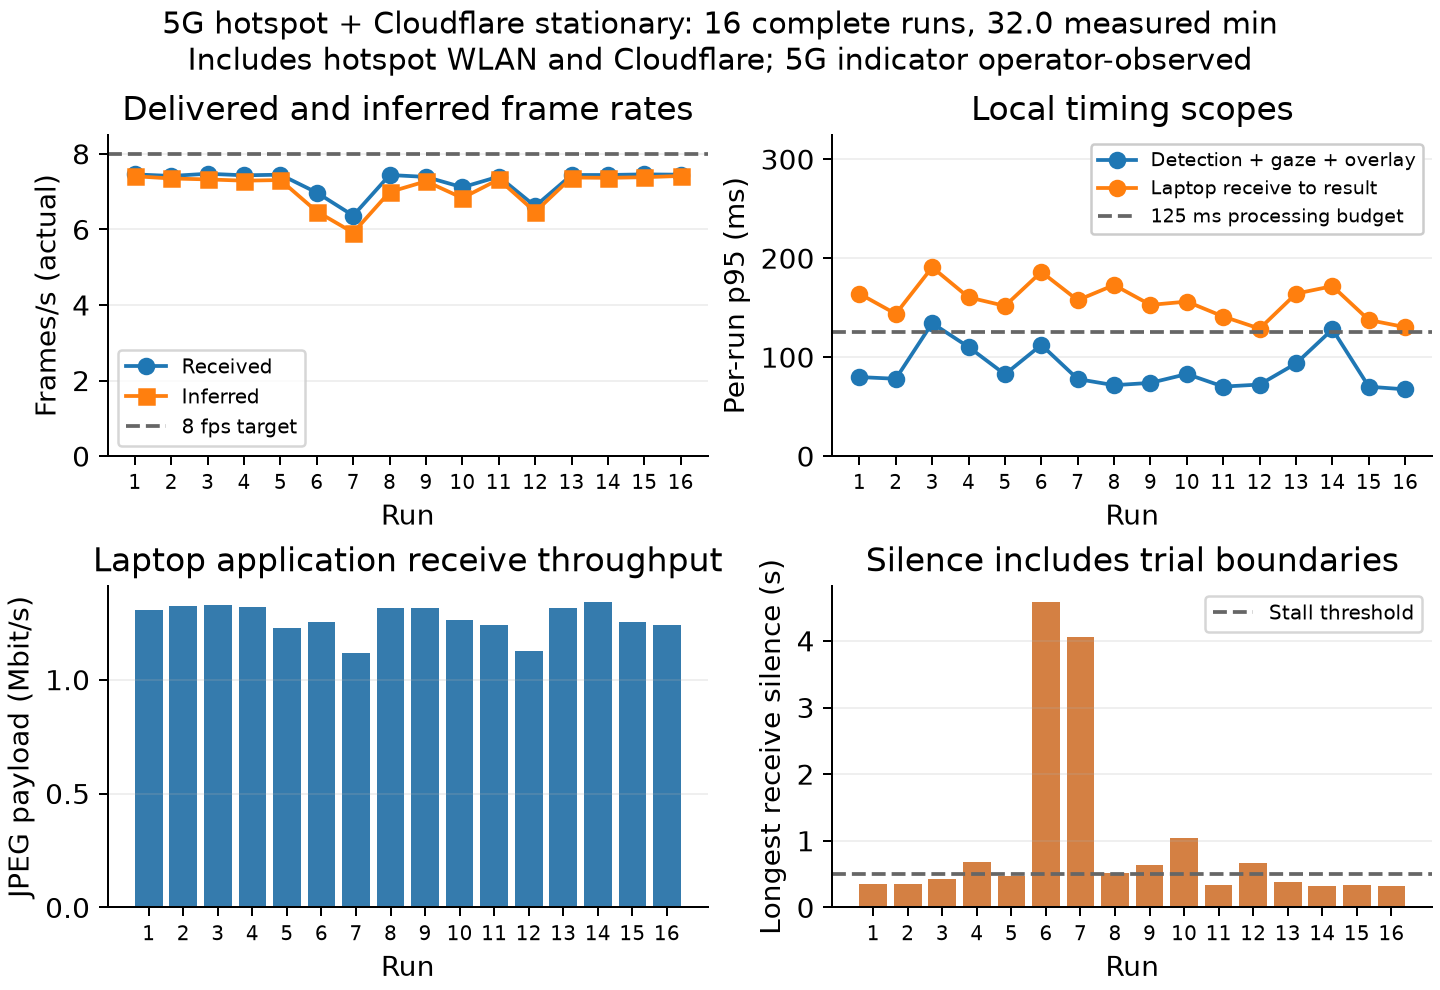 5G hotspot + Cloudflare stationary: 16 complete runs, 32.0 measured min
Includes hotspot WLAN and Cloudflare; 5G indicator operator-observed
Delivered and inferred frame rates
Frames/s (actual)
8
6
4
2
0
Received
Inferred
8 fps target
1 2 3 4 5 6 7 8 9 10 11 12 13 14 15 16
Run
Local timing scopes
Per-run p95 (ms)
300
200
100
0
Detection + gaze + overlay
Laptop receive to result
125 ms processing budget
1 2 3 4 5 6 7 8 9 10 11 12 13 14 15 16
Run
Laptop application receive throughput
JPEG payload (Mbit/s)
1.0
0.5
0.0
1 2 3 4 5 6 7 8 9 10 11 12 13 14 15 16
Run
Silence includes trial boundaries
Longest receive silence (s)
4
3
2
1
0
Stall threshold
1 2 3 4 5 6 7 8 9 10 11 12 13 14 15 16
Run